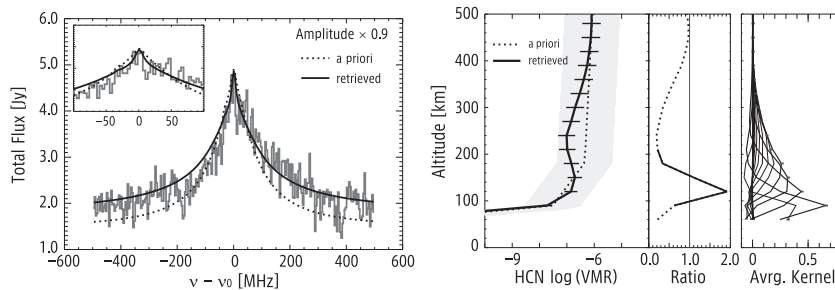 Amplitude × 0.9
a priori
retrieved
−50 0 50
6.0
5.0
4.0
3.0
2.0
1.0
Total Flux [Jy]
−600 −400 −200 0 200 400 600
ν − ν0 [MHz]
500
400
300
200
100
0
Altitude [km]
a priori
retrieved
-9 -6
HCN log (VMR)
0.0 1.0 2.0
Ratio
0 0.5
Avrg. Kernel